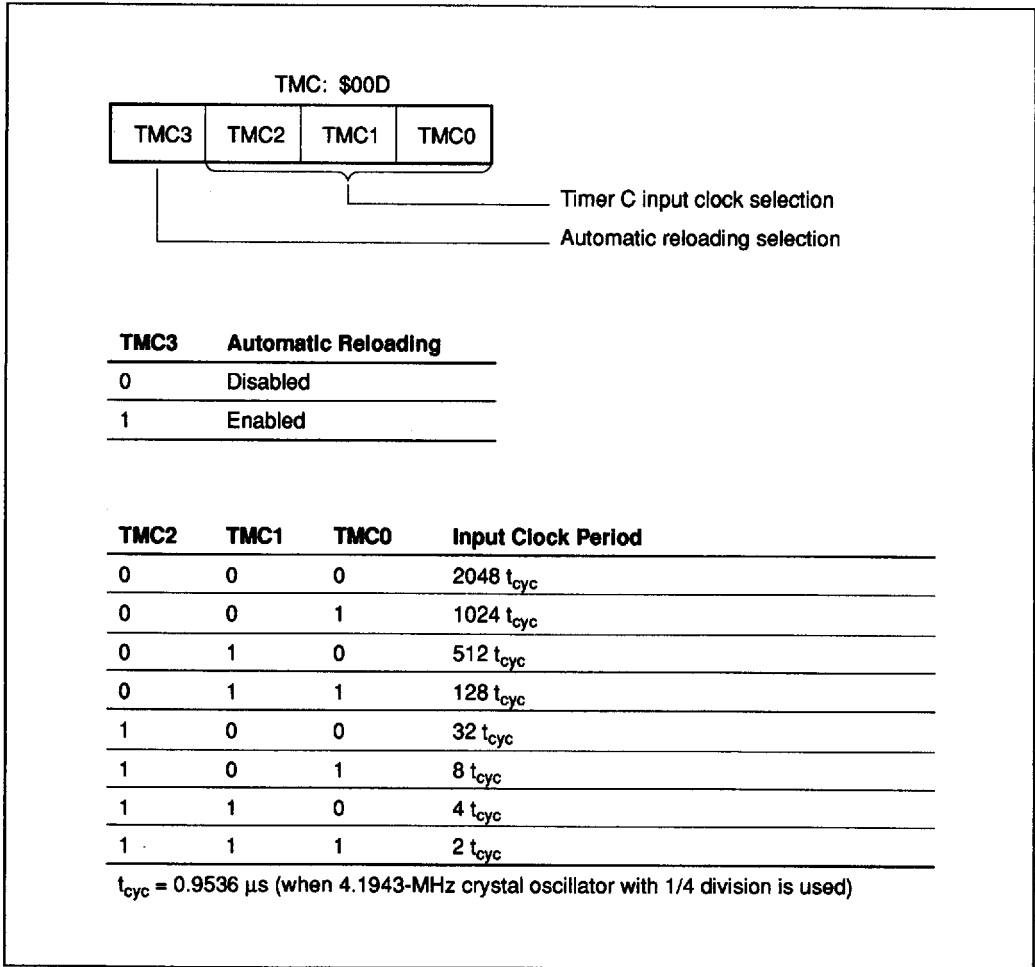 TMC: $00D
TMC3 TMC2 TMC1 TMC0
Timer C input clock selection
Automatic reloading selection
TMC3 Automatic Reloading
0 Disabled
1 Enabled
TMC2 TMC1 TMC0 Input Clock Period
0 0 0 2048 tcyc
0 0 1 1024 tcyc
0 1 0 512 tcyc
0 1 1 128 tcyc
1 0 0 32 tcyc
1 0 1 8 tcyc
1 1 0 4 tcyc
1 1 1 2 tcyc
tcyc = 0.9536 µs (when 4.1943-MHz crystal oscillator with 1/4 division is used)